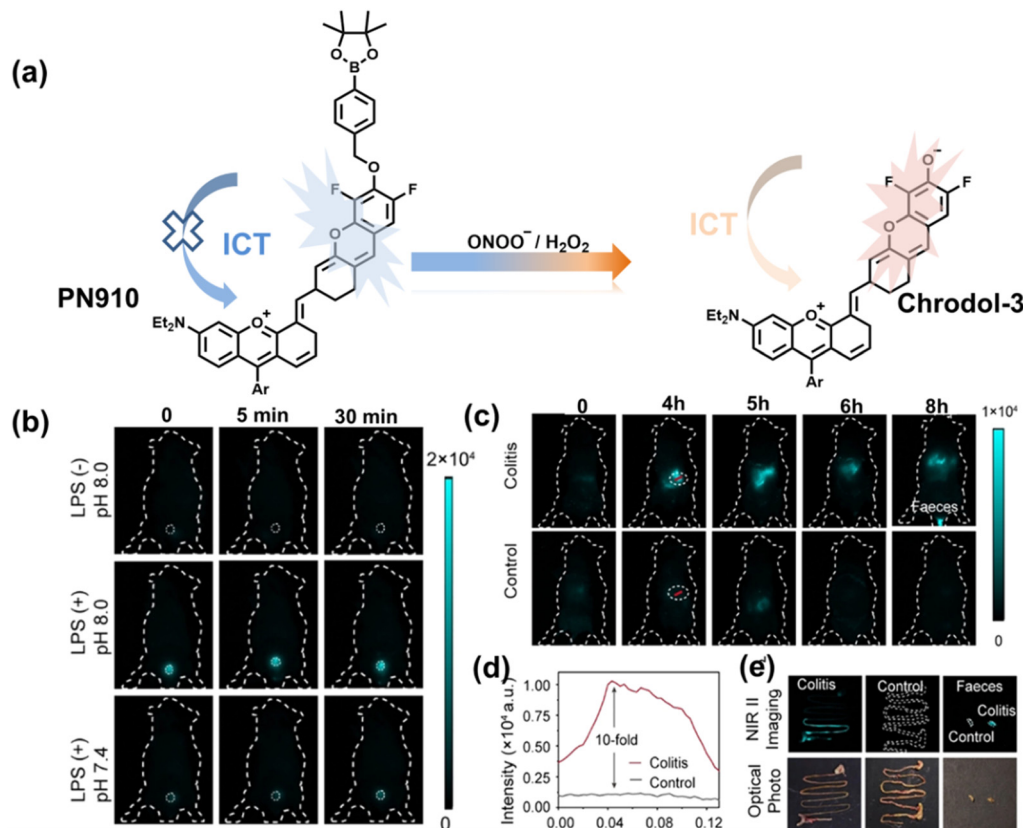 (a)
O
O
B
O
O⁻
F
F
F
F
O
O
ICT
ONOO⁻ / H₂O₂
ICT
PN910
Chrodol-3
Et₂N
O⁺
Et₂N
O⁺
Ar
Ar
(b)
0
5 min
30 min
LPS (-)
pH 8.0
LPS (+)
pH 8.0
LPS (+)
pH 7.4
2×10⁴
0
(c)
0
4h
5h
6h
8h
Colitis
Faeces
Control
1×10⁴
0
(d)
Intensity (×10⁴ a.u.)
1.00
0.75
0.50
0.25
0.00
10-fold
Colitis
Control
0.00
0.04
0.08
0.12
(e)
Colitis
Control
Faeces
Colitis
Control
NIR II
Imaging
Optical
Photo